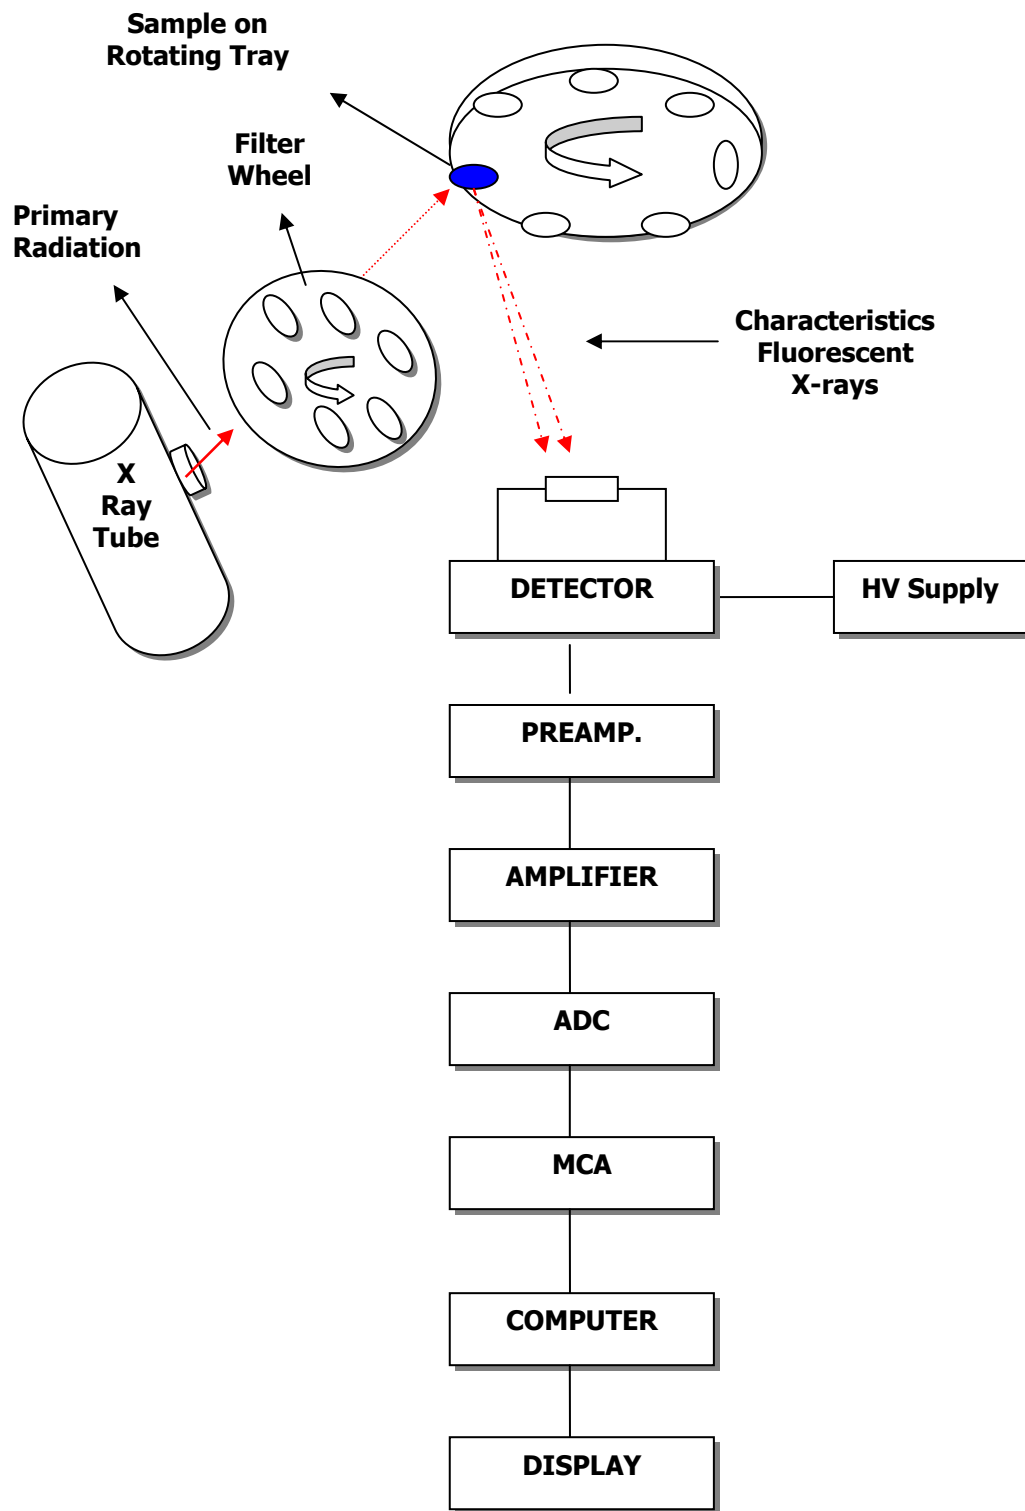 Sample on
Rotating Tray
Filter
Wheel
Primary
Radiation
Characteristics
Fluorescent
X-rays
X
Ray
Tube
DETECTOR
HV Supply
PREAMP.
AMPLIFIER
ADC
MCA
COMPUTER
DISPLAY